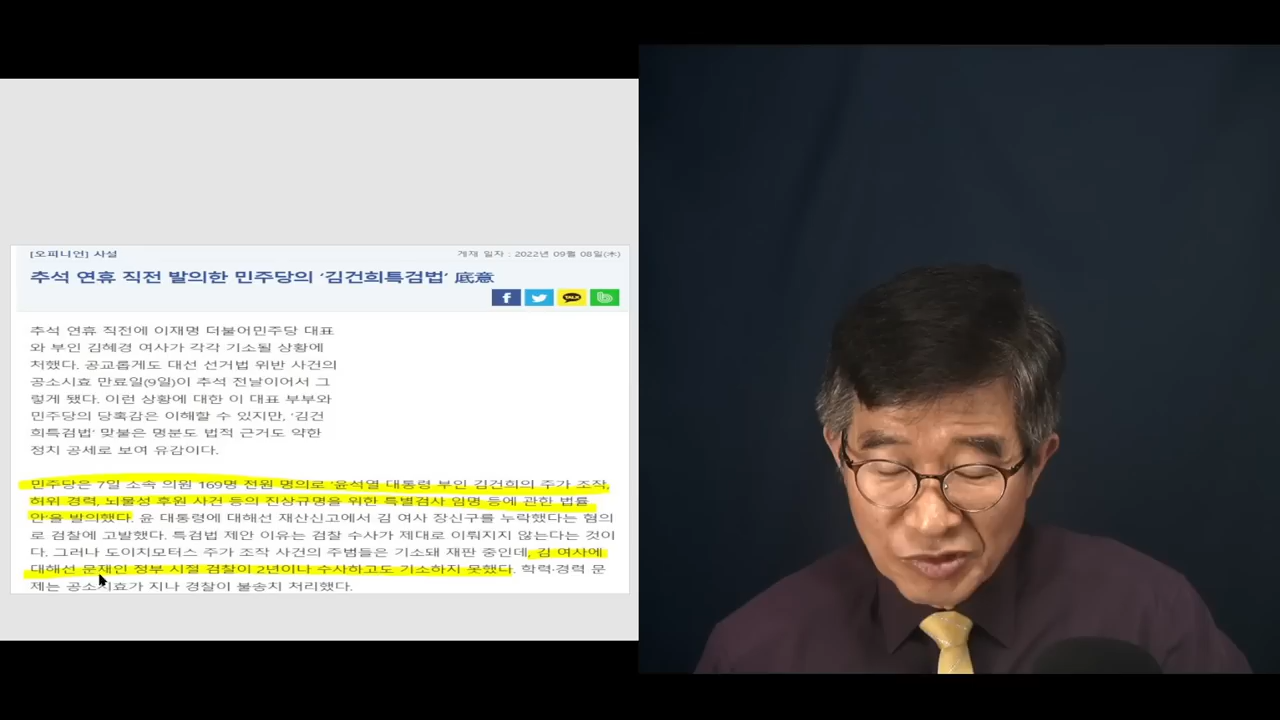 [오피니언] 사설
게재 일자 : 2022년 09월 08일(木)
추석 연휴 직전 발의한 민주당의 ‘김건희특검법’ 底意
f
TALK
b
추석 연휴 직전에 이재명 더불어민주당 대표
와 부인 김혜경 여사가 각각 기소될 상황에
처했다. 공교롭게도 대선 선거법 위반 사건의
공소시효 만료일(9일)이 추석 전날이어서 그
렇게 됐다. 이런 상황에 대한 이 대표 부부와
민주당의 당혹감은 이해할 수 있지만, ‘김건
희특검법’ 맞불은 명분도 법적 근거도 약한
정치 공세로 보여 유감이다.
민주당은 7일 소속 의원 169명 전원 명의로 ‘윤석열 대통령 부인 김건희의 주가 조작,
허위 경력, 뇌물성 후원 사건 등의 진상규명을 위한 특별검사 임명 등에 관한 법률
안’을 발의했다. 윤 대통령에 대해선 재산신고에서 김 여사 장신구를 누락했다는 혐의
로 검찰에 고발했다. 특검법 제안 이유는 검찰 수사가 제대로 이뤄지지 않는다는 것이
다. 그러나 도이치모터스 주가 조작 사건의 주범들은 기소돼 재판 중인데, 김 여사에
대해선 문재인 정부 시절 검찰이 2년이나 수사하고도 기소하지 못했다. 학력·경력 문
제는 공소시효가 지나 경찰이 불송치 처리했다.